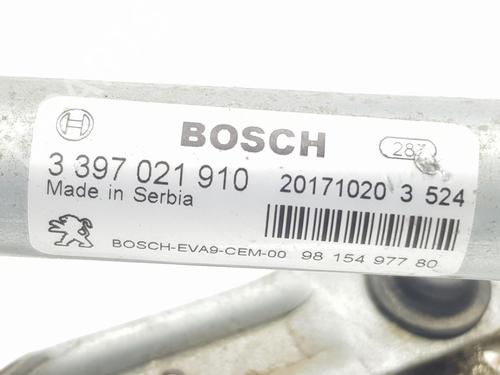 BOSCH
3 397 021 910
Made in Serbia
20171020 3 524
BOSCH-EVA9-CEM-00 98 154 977 80